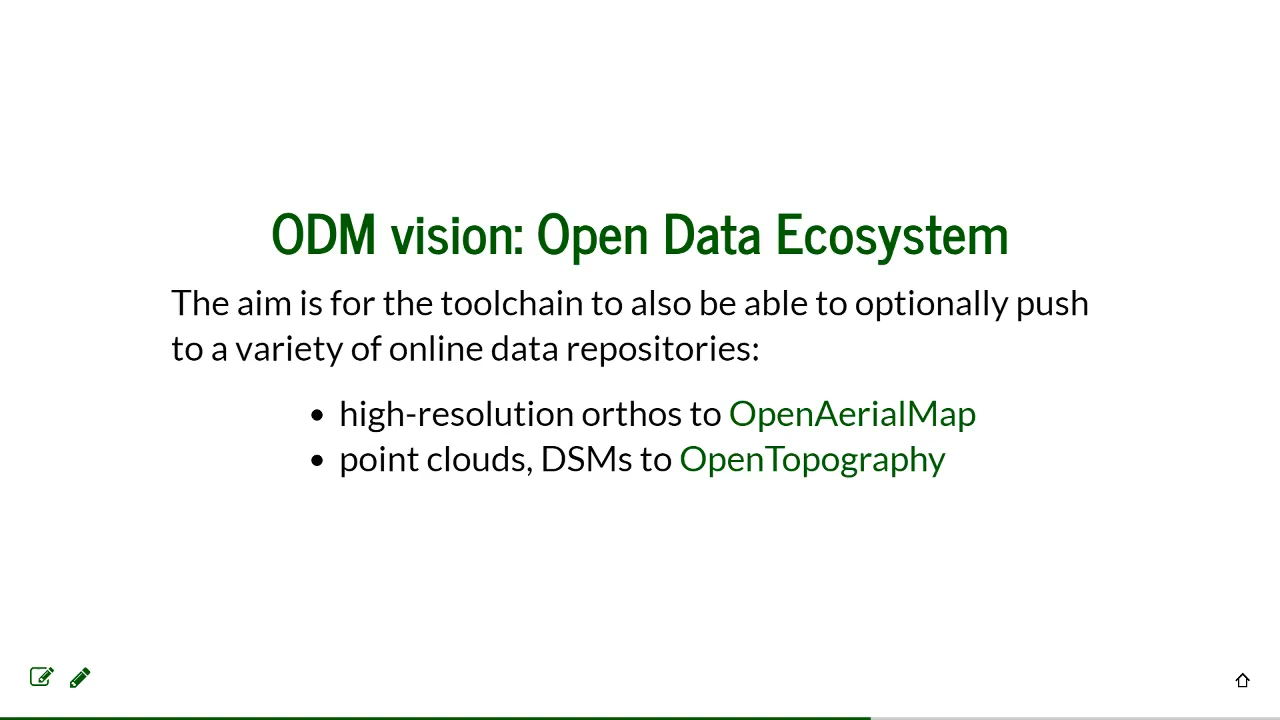 ODM vision: Open Data Ecosystem
The aim is for the toolchain to also be able to optionally push
to a variety of online data repositories:
• high-resolution orthos to OpenAerialMap
• point clouds, DSMs to OpenTopography